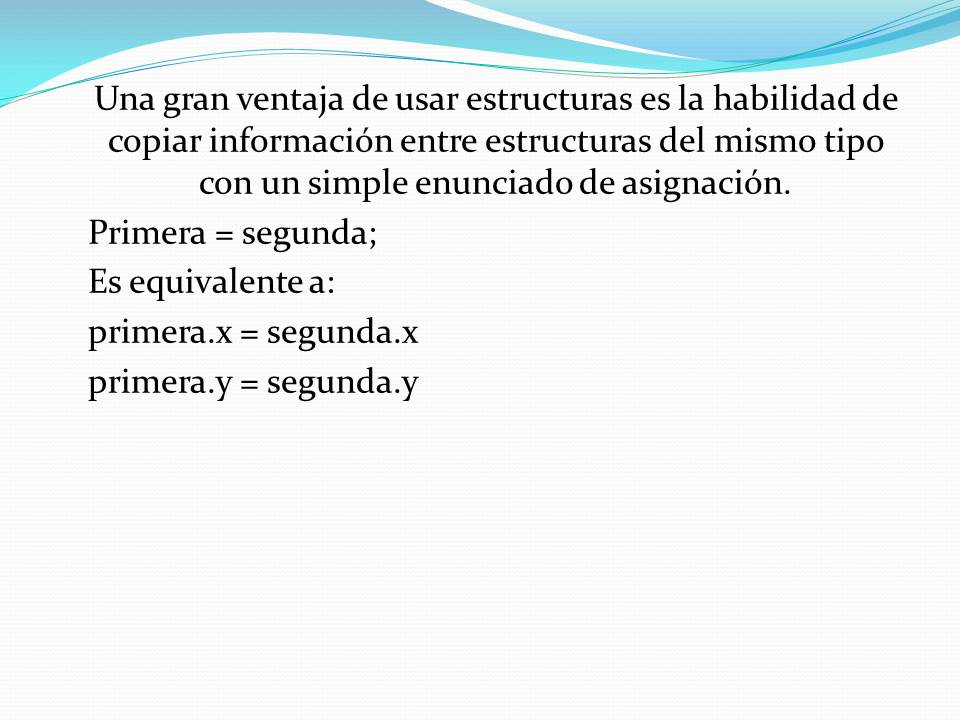 Una gran ventaja de usar estructuras es la habilidad de
copiar información entre estructuras del mismo tipo
con un simple enunciado de asignación.
Primera = segunda;
Es equivalente a:
primera.x = segunda.x
primera.y = segunda.y